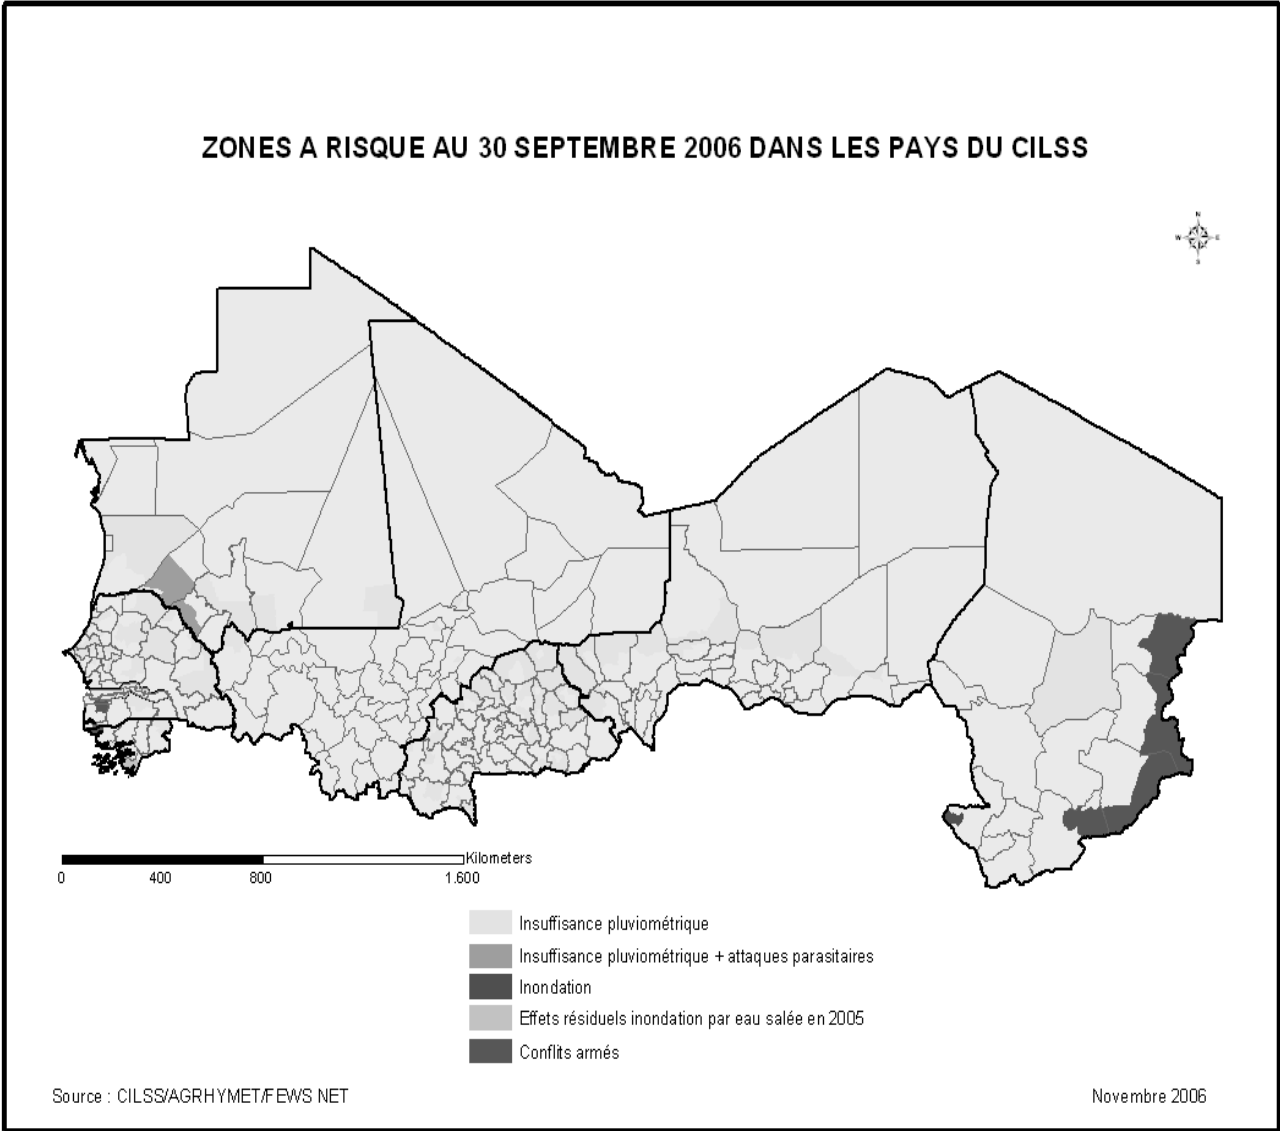 ZONES A RISQUE AU 30 SEPTEMBRE 2006 DANS LES PAYS DU CILSS
N
W E
S
Kilometers
0 400 800 1.600
Insuffisance pluviométrique
Insuffisance pluviométrique + attaques parasitaires
Inondation
Effets résiduels inondation par eau salée en 2005
Conflits armés
Source : CILSS/AGRHYMET/FEWS NET
Novembre 2006